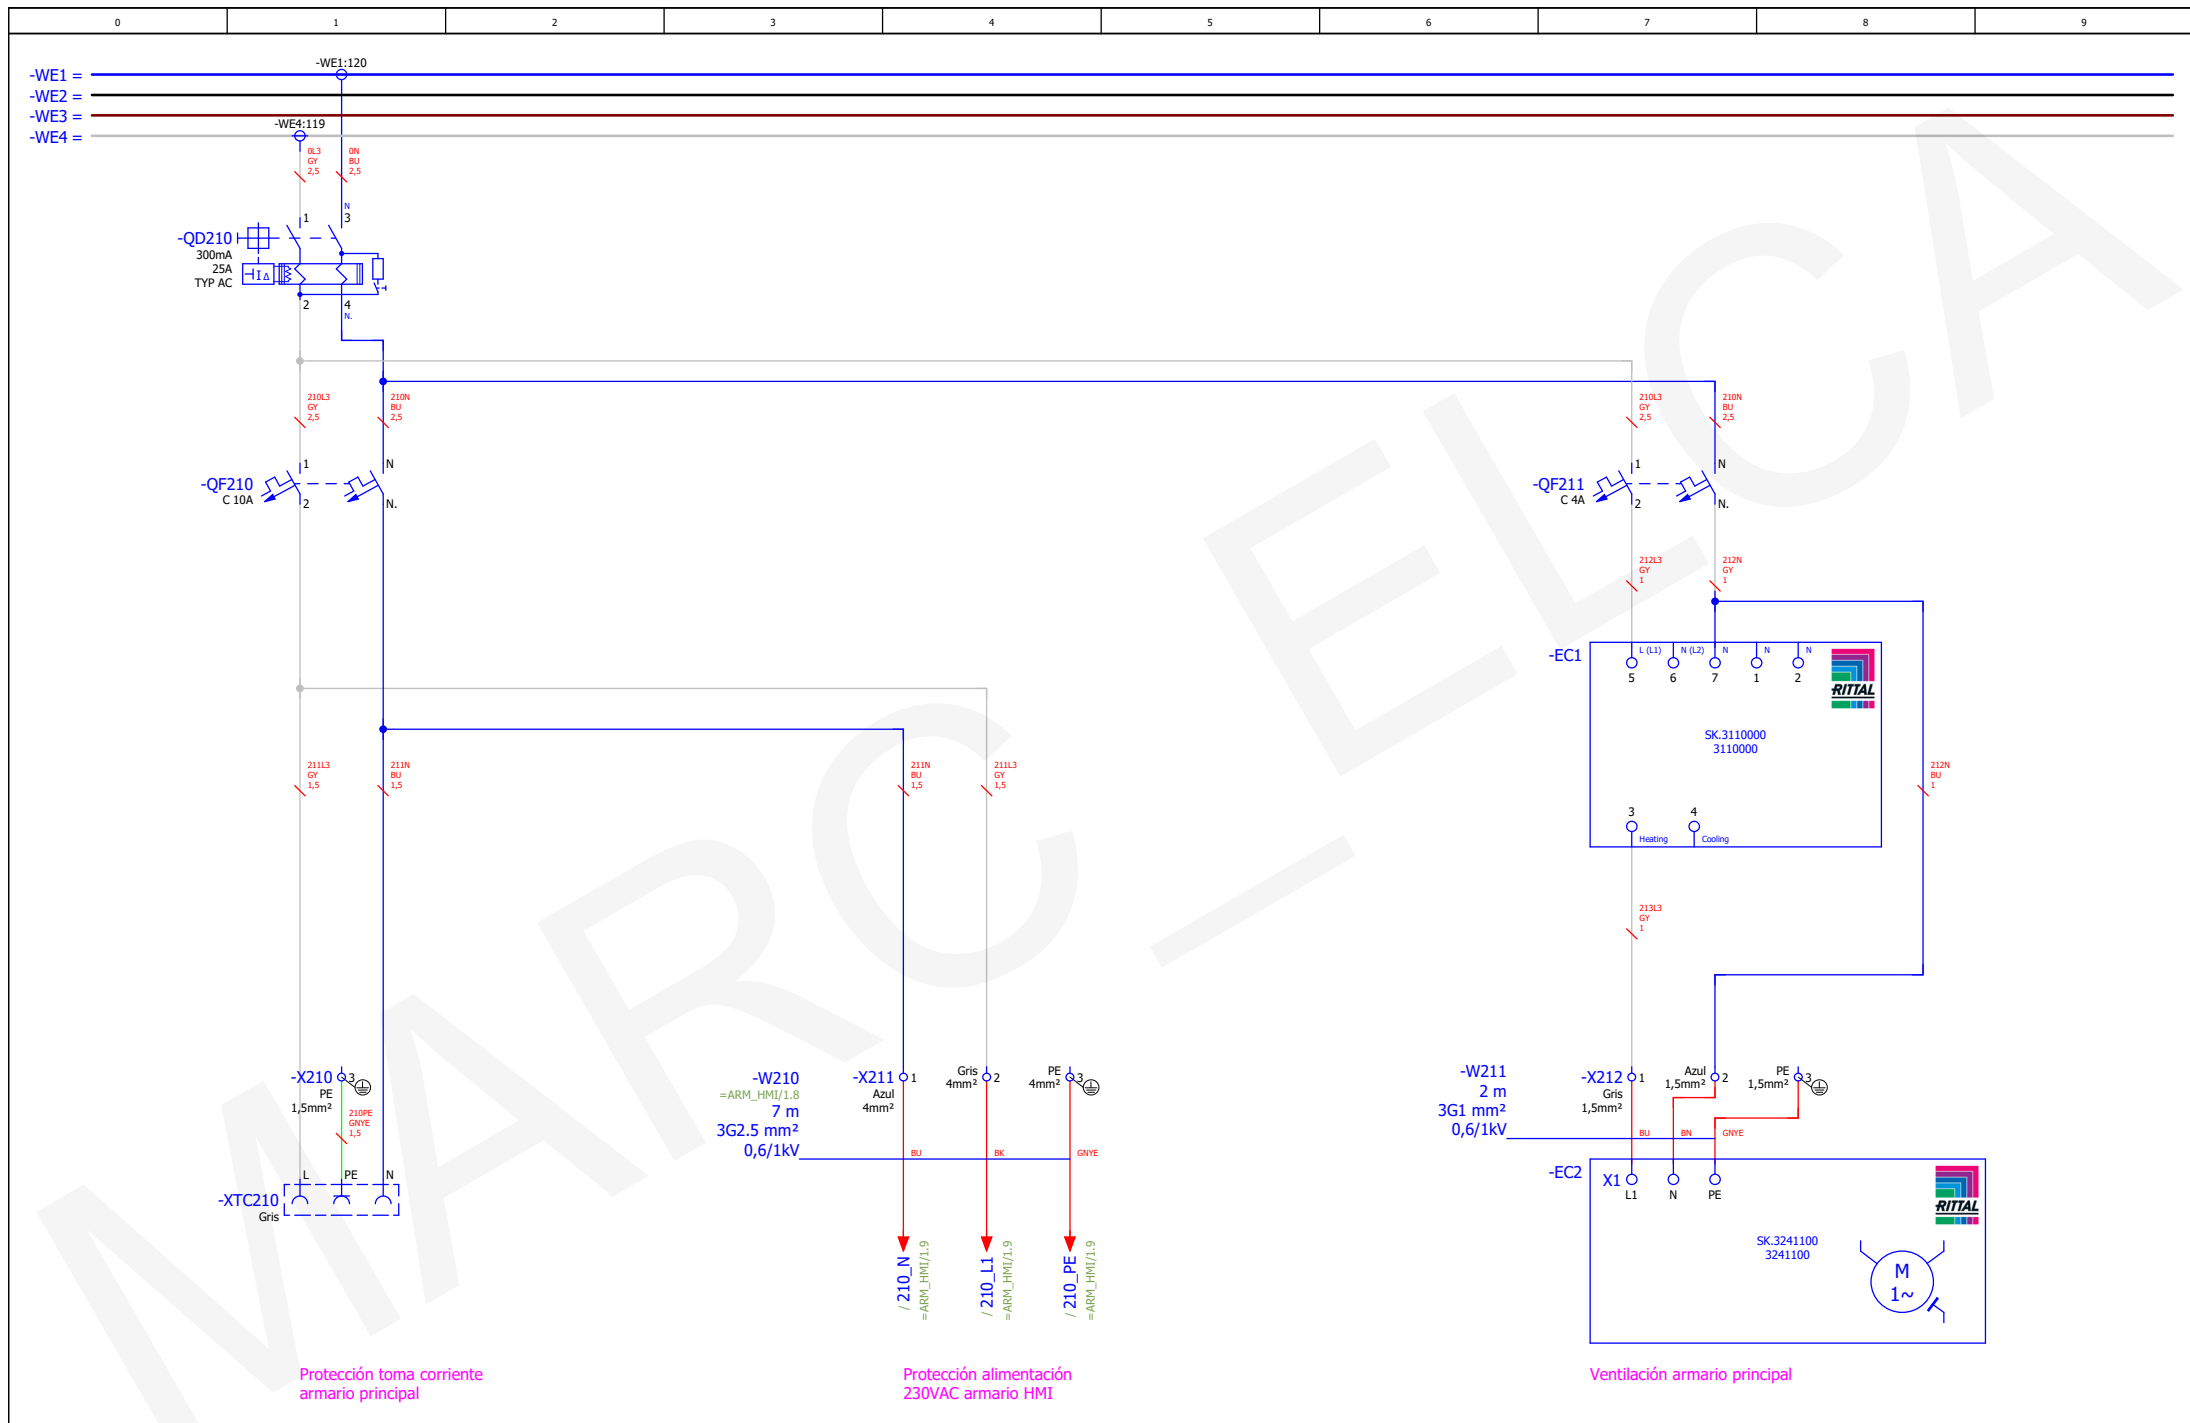 0 1 2 3 4 5 6 7 8 9
-WE1 =
-WE2 =
-WE3 =
-WE4 =
-WE1:120
-WE4:119
0L3
GY
2,5
0N
BU
2,5
-QD210
300mA
25A
TYP AC
1
N
3
I∆
2
4
N.
210L3
GY
2,5
210N
BU
2,5
210L3
GY
2,5
210N
BU
2,5
-QF210
C 10A
1
2
N
N.
-QF211
C 4A
1
2
N
N.
212L3
GY
1
212N
GY
1
-EC1
L (L1) N (L2) N N N
5 6 7 1 2
RITTAL
SK.3110000
3110000
3 4
Heating Cooling
211L3
GY
1,5
211N
BU
1,5
211N
BU
1,5
211L3
GY
1,5
212N
BU
1
213L3
GY
1
-X210
PE
1,5mm²
3
210PE
GNYE
1,5
L PE N
-XTC210
Gris
-W210
=ARM_HMI/1.8
7 m
3G2.5 mm²
0,6/1kV
-X211
Azul
4mm²
1
Gris
4mm²
2
PE
4mm²
3
BU BK GNYE
/ 210_N
=ARM_HMI/1.9
/ 210_L1
=ARM_HMI/1.9
/ 210_PE
=ARM_HMI/1.9
-W211
2 m
3G1 mm²
0,6/1kV
-X212
Gris
1,5mm²
1
Azul
1,5mm²
2
PE
1,5mm²
3
BU BN GNYE
-EC2
X1
L1 N PE
RITTAL
SK.3241100
3241100
M
1~
Protección toma corriente
armario principal
Protección alimentación
230VAC armario HMI
Ventilación armario principal
MARC_ELCA